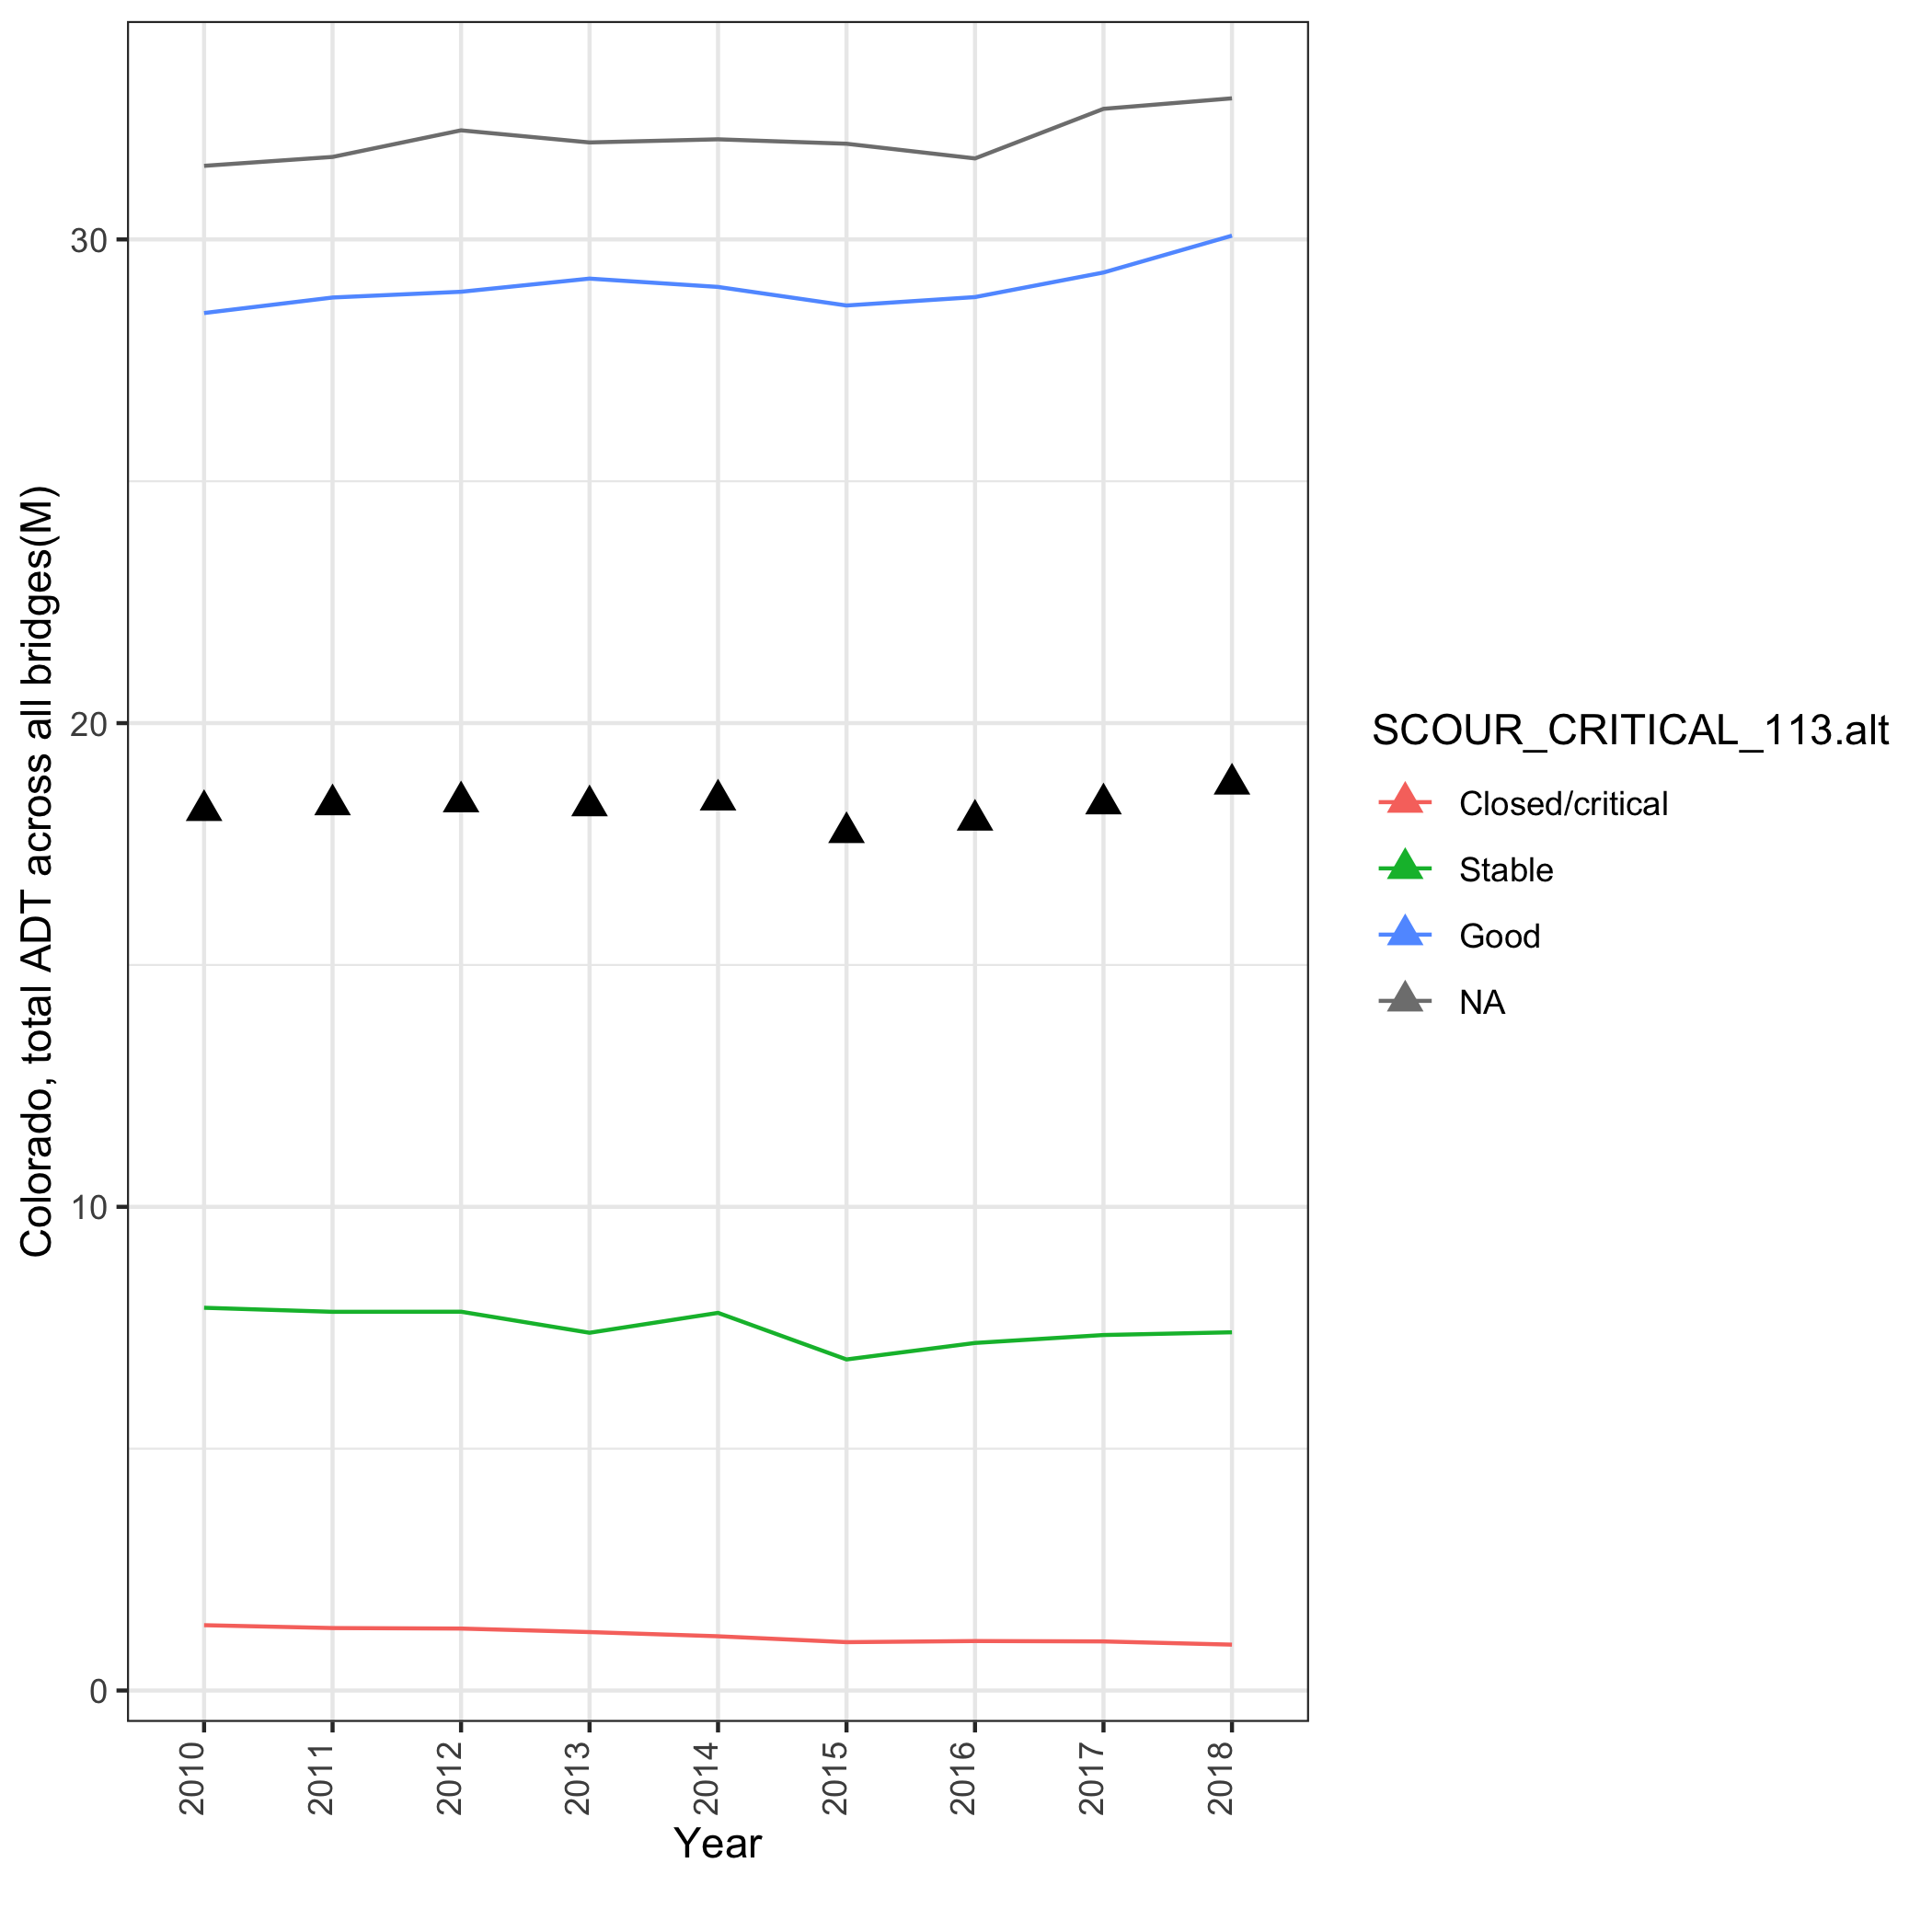 Colorado, total ADT across all bridges(M)
30
20
10
0
2010
2011
2012
2013
2014
2015
2016
2017
2018
Year
SCOUR_CRITICAL_113.alt
Closed/critical
Stable
Good
NA